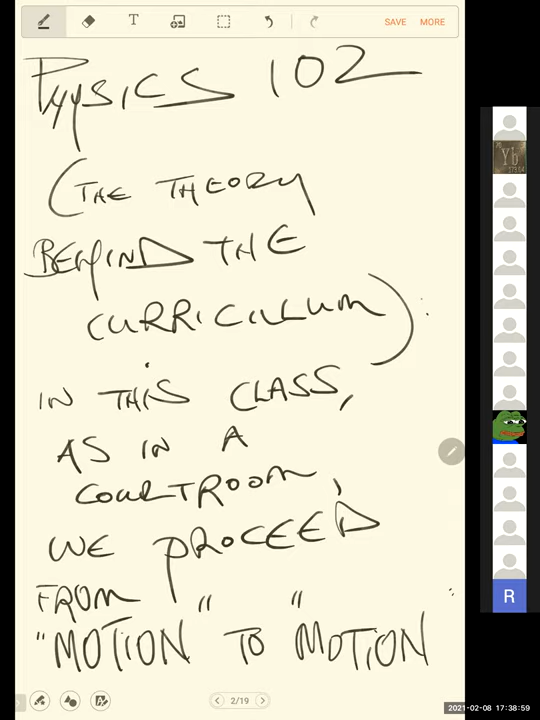 T
SAVE
MORE
PHYSICS 102
(THE THEORY
BEHIND THE
CURRICULUM):
IN THIS CLASS,
AS IN A
COURTROOM,
WE PROCEED
FROM " "
"MOTION TO MOTION
2/19
Yb
R
2021-02-08 17:38:59